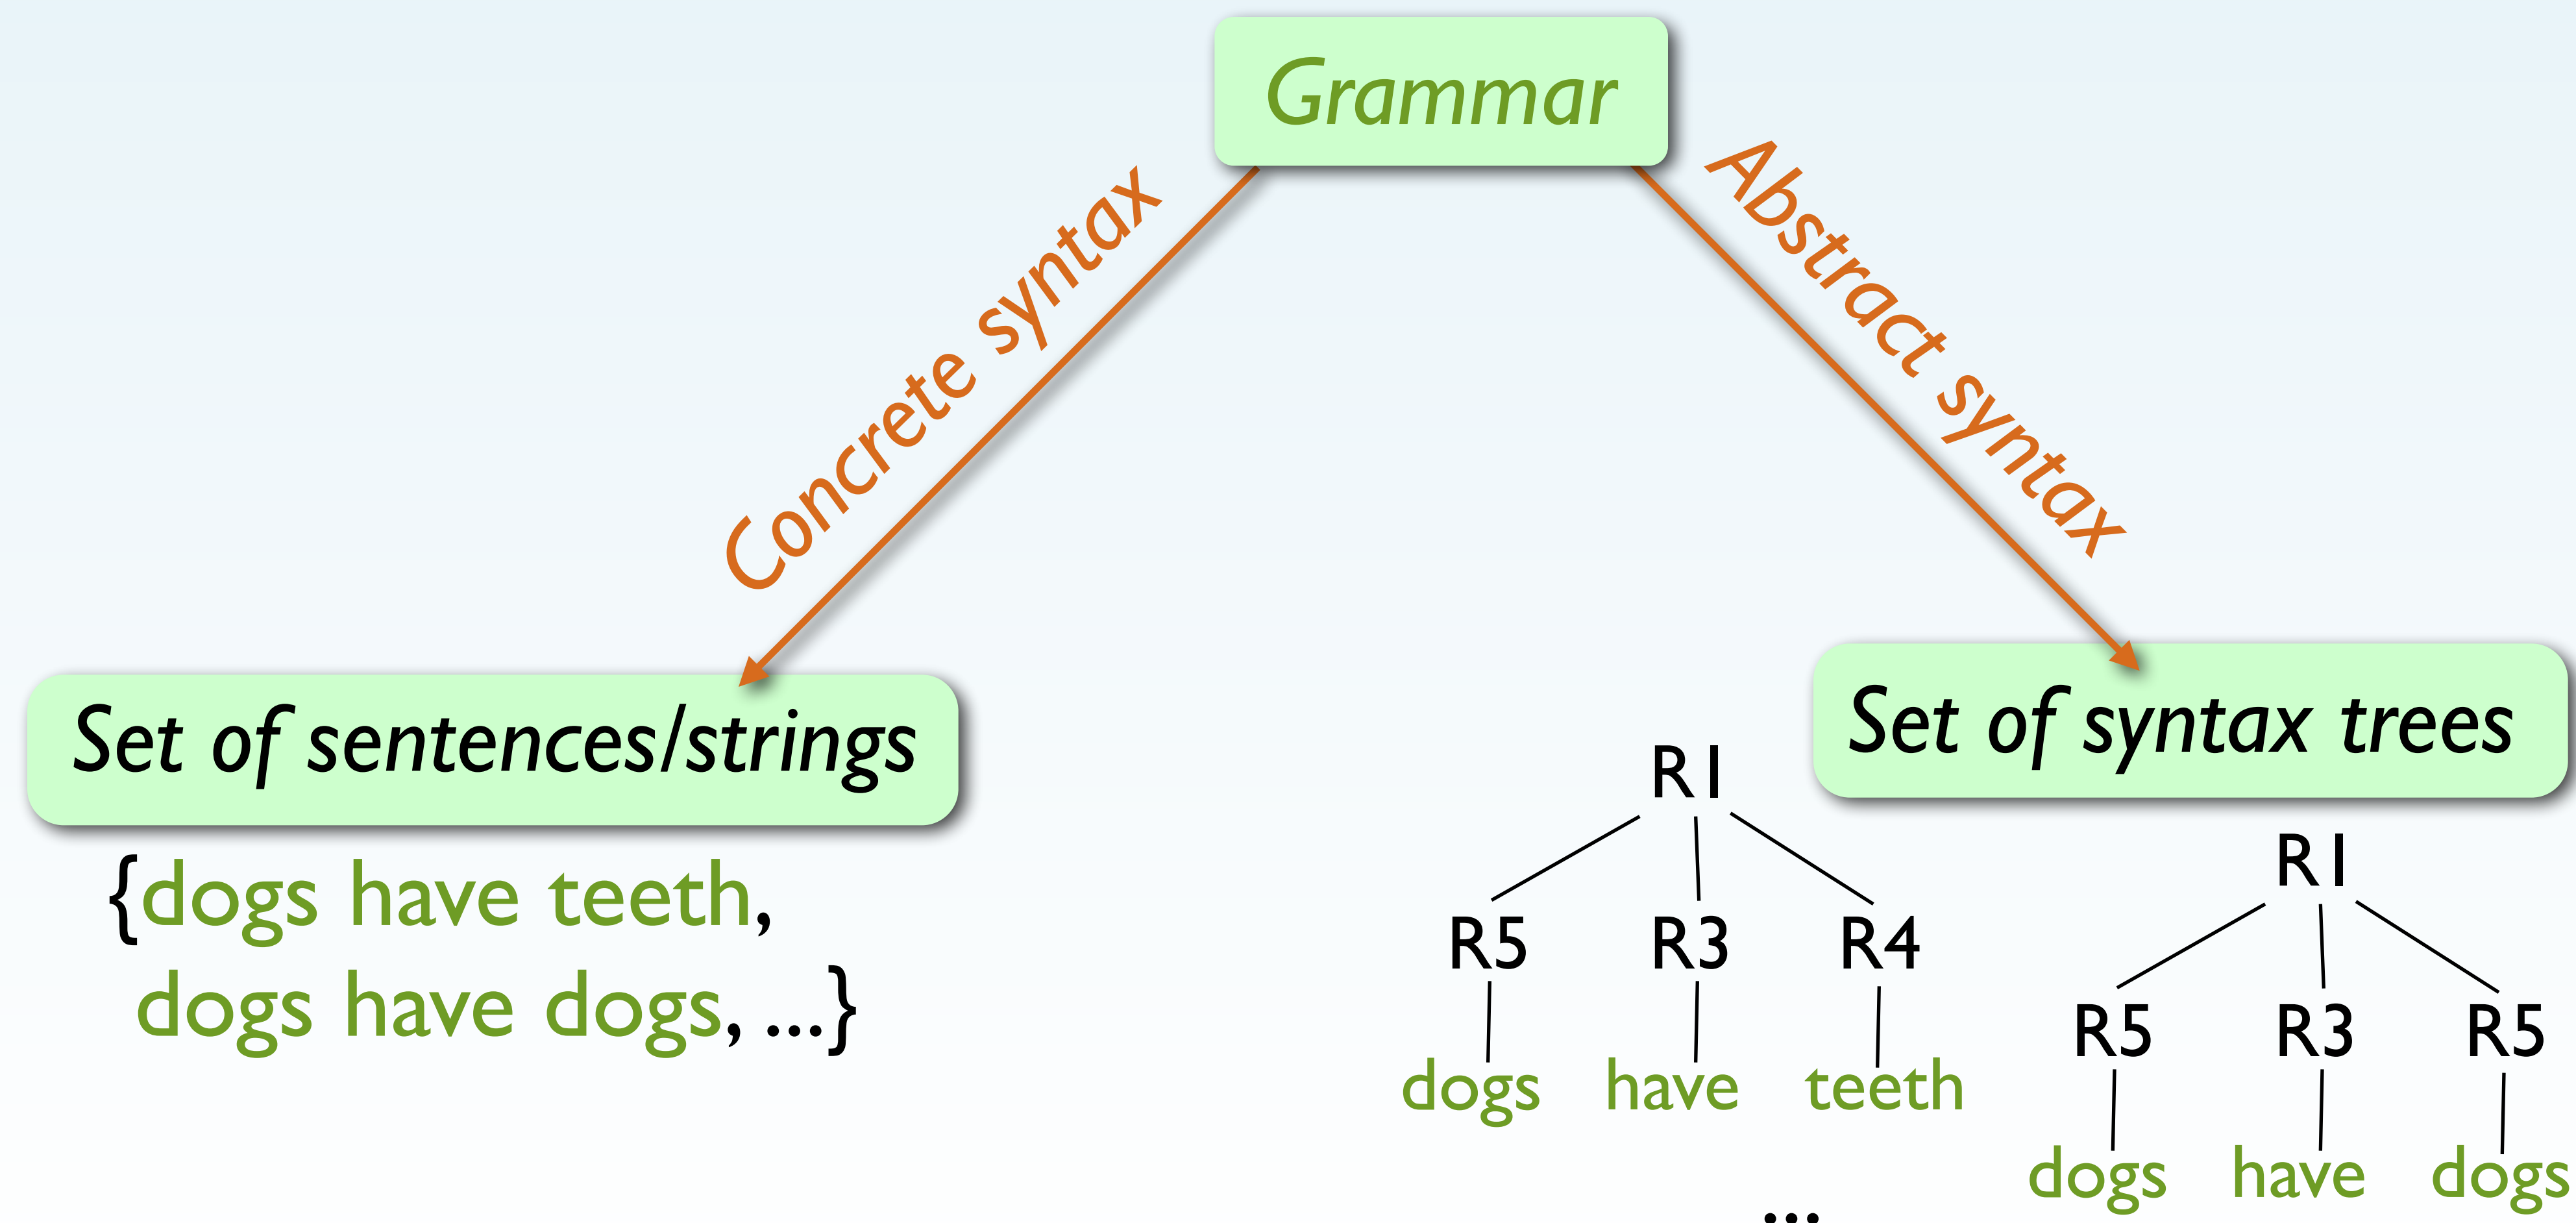 Grammar
Concrete syntax
Abstract syntax
Set of sentences/strings
{dogs have teeth,
dogs have dogs, ...}
Set of syntax trees
R1
R5 R3 R4
dogs have teeth
R1
R5 R3 R5
dogs have dogs
...